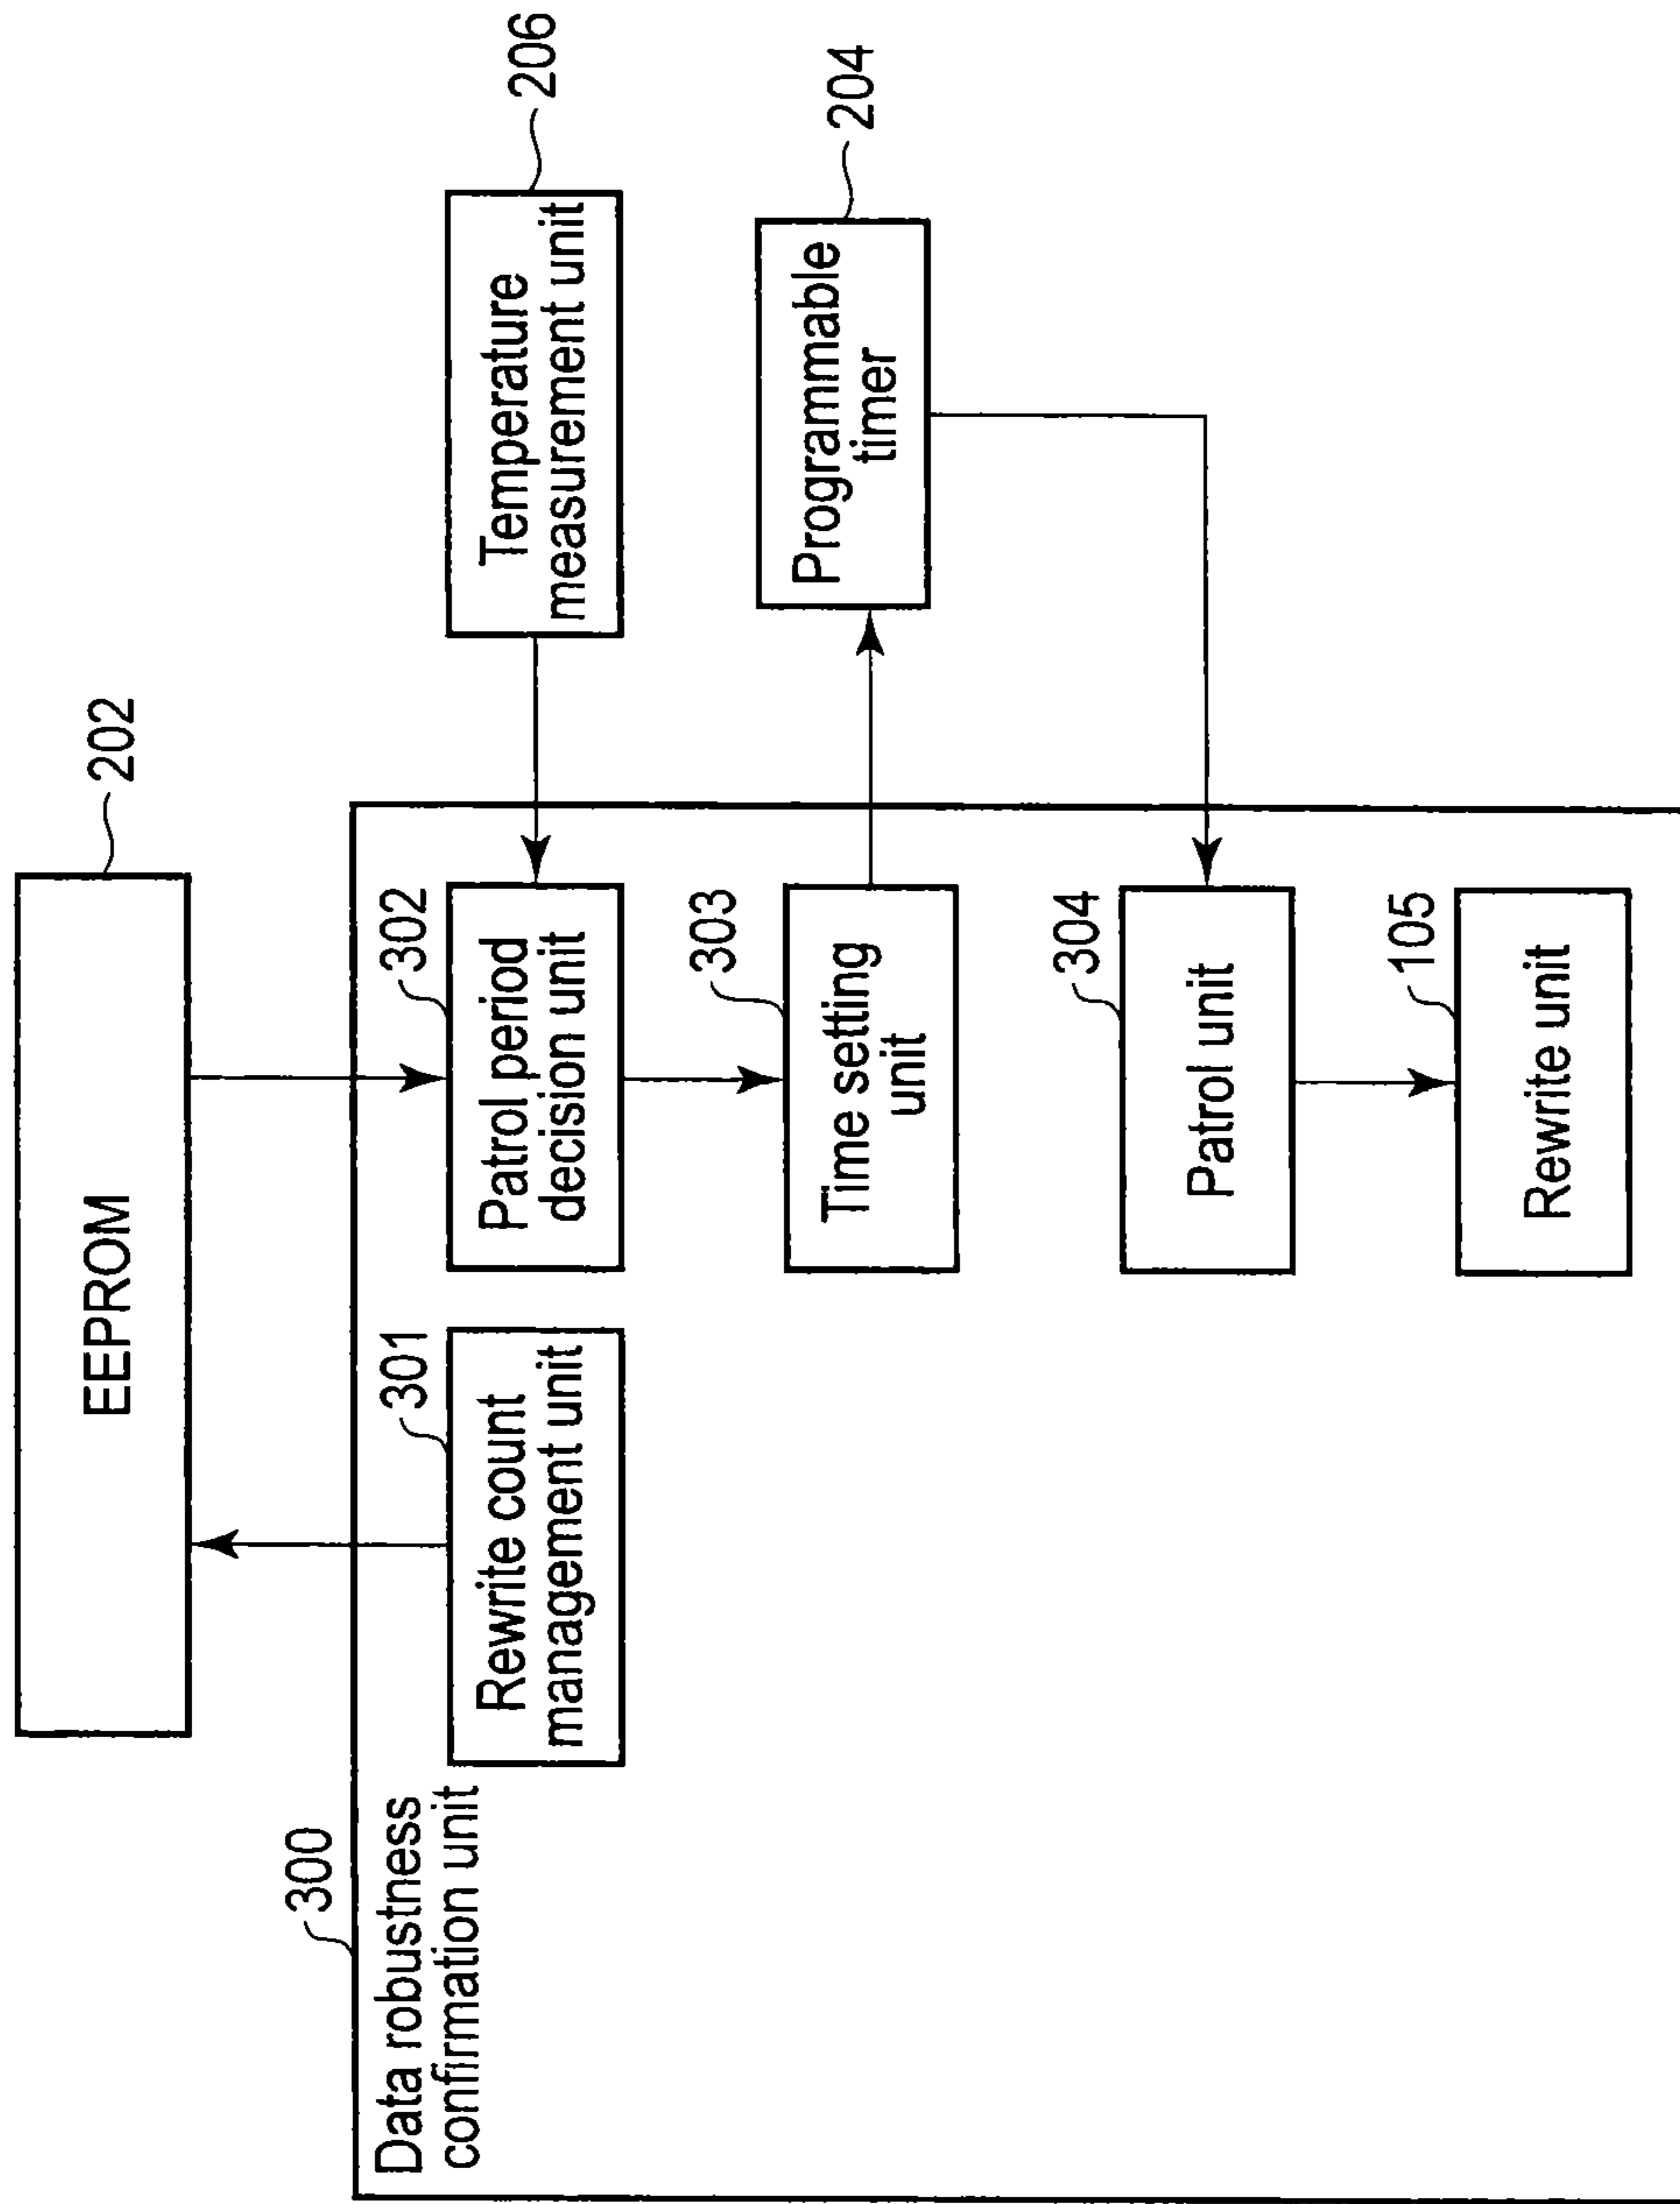 EEPROM
202
300
Data robustness
confirmation unit
301
Rewrite count
management unit
302
Patrol period
decision unit
Temperature
measurement unit
206
303
Time setting
unit
Programmable
timer
204
304
Patrol unit
105
Rewrite unit